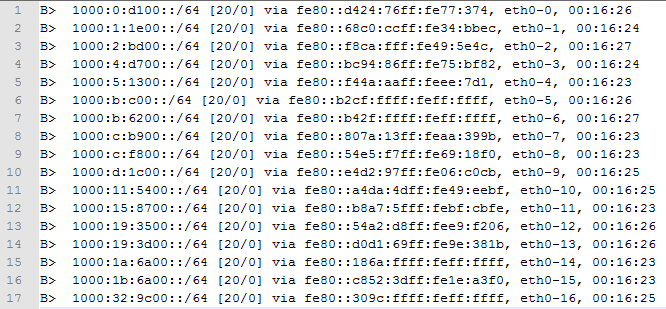 1 B> 1000:0:d100::/64 [20/0] via fe80::d424:76ff:fe77:374, eth0-0, 00:16:26
2 B> 1000:1:1e00::/64 [20/0] via fe80::68c0:ccff:fe34:bbec, eth0-1, 00:16:24
3 B> 1000:2:bd00::/64 [20/0] via fe80::f8ca:fff:fe49:5e4c, eth0-2, 00:16:27
4 B> 1000:4:d700::/64 [20/0] via fe80::bc94:86ff:fe75:bf82, eth0-3, 00:16:24
5 B> 1000:5:1300::/64 [20/0] via fe80::f44a:aaff:feee:7d1, eth0-4, 00:16:23
6 B> 1000:b:c00::/64 [20/0] via fe80::b2cf:ffff:feff:ffff, eth0-5, 00:16:26
7 B> 1000:b:6200::/64 [20/0] via fe80::b42f:ffff:feff:ffff, eth0-6, 00:16:27
8 B> 1000:c:b900::/64 [20/0] via fe80::807a:13ff:feaa:399b, eth0-7, 00:16:23
9 B> 1000:c:f800::/64 [20/0] via fe80::54e5:f7ff:fe69:18f0, eth0-8, 00:16:23
10 B> 1000:d:1c00::/64 [20/0] via fe80::e4d2:97ff:fe06:c0cb, eth0-9, 00:16:25
11 B> 1000:11:5400::/64 [20/0] via fe80::a4da:4dff:fe49:eebf, eth0-10, 00:16:25
12 B> 1000:15:8700::/64 [20/0] via fe80::b8a7:5fff:febf:cbfe, eth0-11, 00:16:23
13 B> 1000:19:3500::/64 [20/0] via fe80::54a2:d8ff:fee9:f206, eth0-12, 00:16:26
14 B> 1000:19:3d00::/64 [20/0] via fe80::d0d1:69ff:fe9e:381b, eth0-13, 00:16:26
15 B> 1000:1a:6a00::/64 [20/0] via fe80::186a:ffff:feff:ffff, eth0-14, 00:16:23
16 B> 1000:1b:6a00::/64 [20/0] via fe80::c852:3dff:fe1e:a3f0, eth0-15, 00:16:23
17 B> 1000:32:9c00::/64 [20/0] via fe80::309c:ffff:feff:ffff, eth0-16, 00:16:25